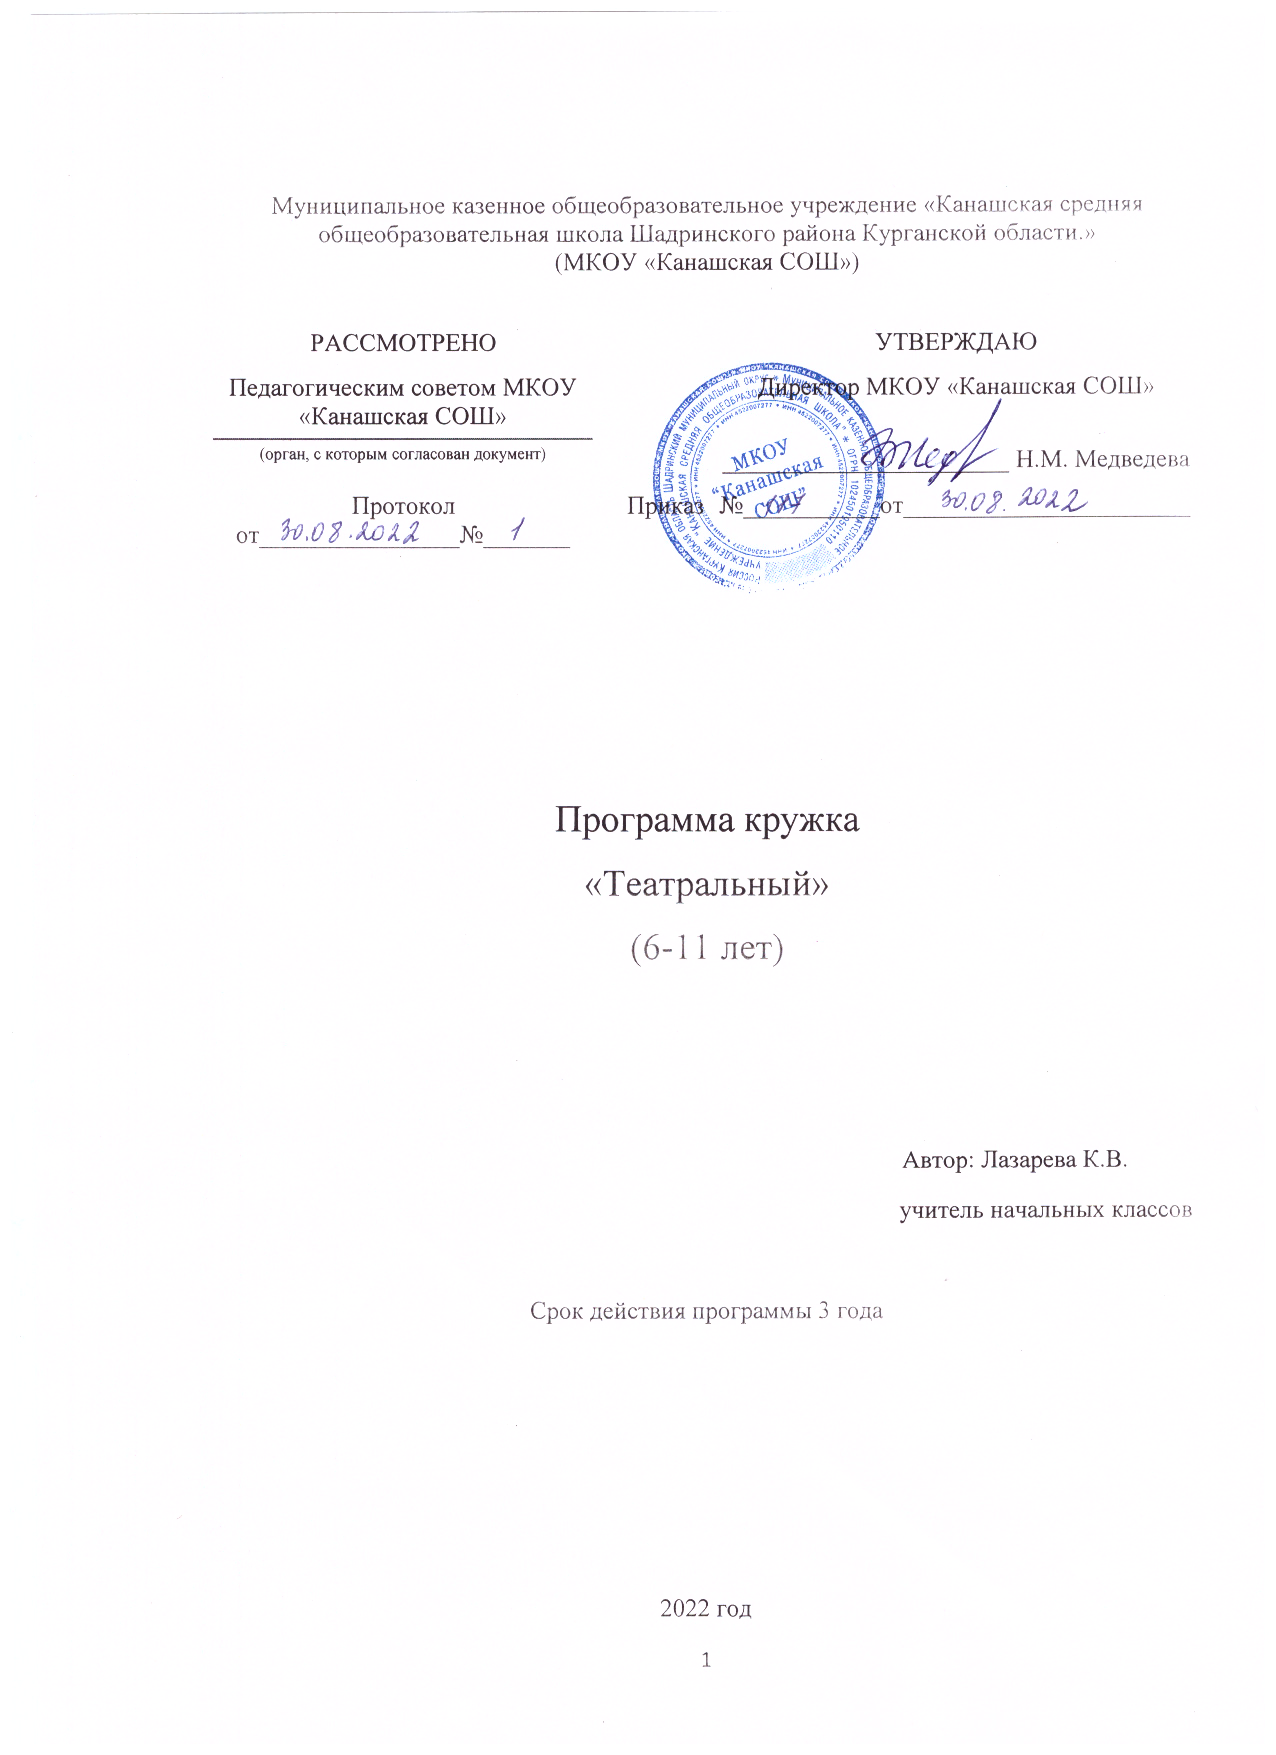 Муниципальное казенное общеобразовательное учреждение «Канашская средняя
общеобразовательная школа Шадринского района Курганской области.»
(МКОУ «Канашская СОШ»)
РАССМОТРЕНО
Педагогическим советом МКОУ
«Канашская СОШ»
(орган, с которым согласован документ)
Протокол
от 30.08.2022 № 1
УТВЕРЖДАЮ
Директор МКОУ «Канашская СОШ»
Н.М. Медведева
Приказ № от 30.08. 2022
МКОУ
“Канашская
СОШ”
Программа кружка
«Театральный»
(6-11 лет)
Автор: Лазарева К.В.
учитель начальных классов
Срок действия программы 3 года
2022 год
1